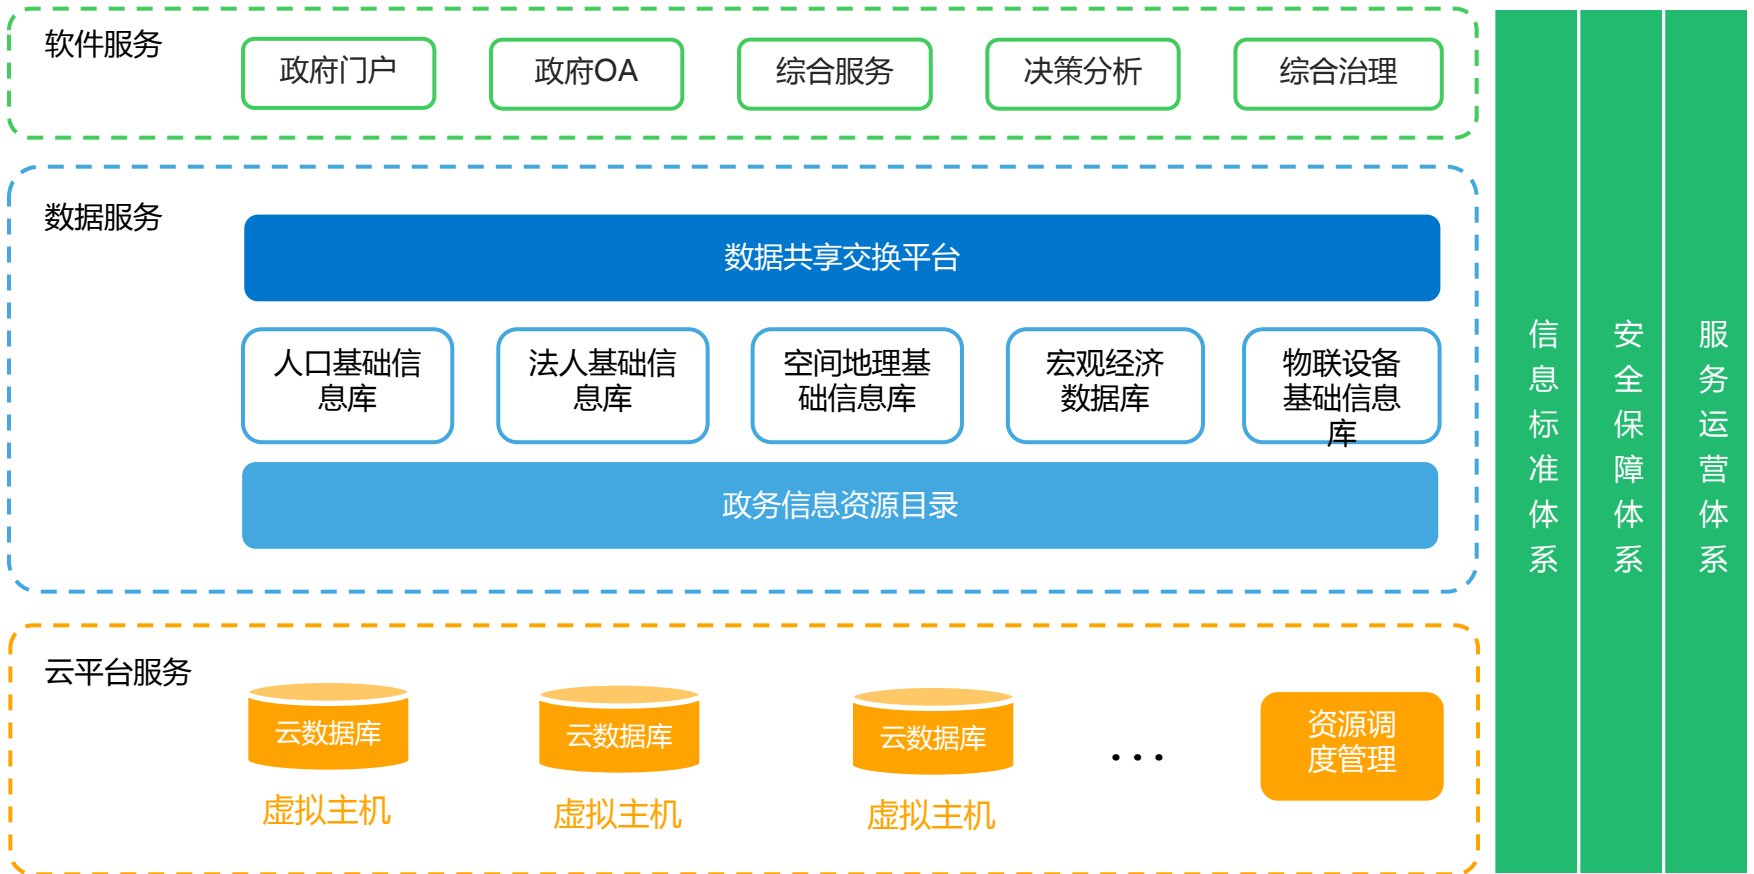 软件服务
政府门户
政府OA
综合服务
决策分析
综合治理
数据服务
数据共享交换平台
人口基础信
息库
法人基础信
息库
空间地理基
础信息库
宏观经济
数据库
物联设备
基础信息
库
政务信息资源目录
云平台服务
云数据库
虚拟主机
云数据库
虚拟主机
云数据库
虚拟主机
...
资源调
度管理
信息标准体系
安全保障体系
服务运营体系